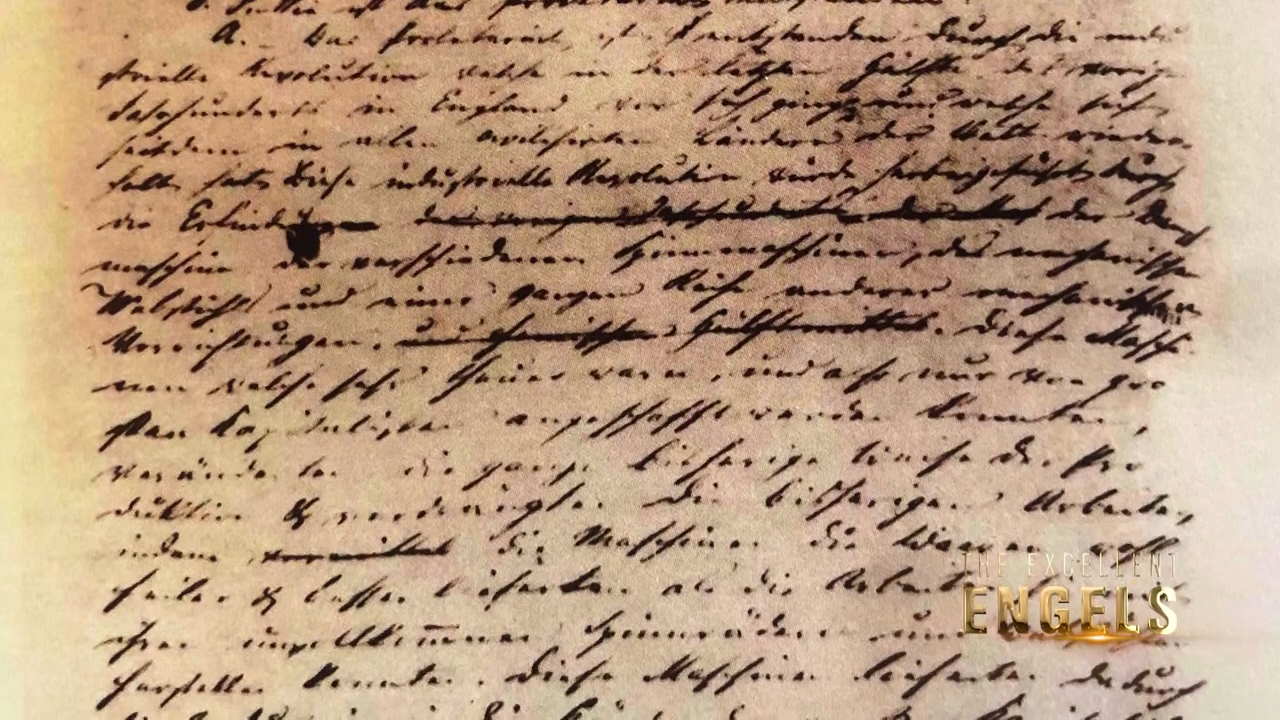 A. – Das Proletariat ist entstanden durch die indu
strielle Revolution welche in der letzten Hälfte des vorigen
Jahrhunderts in England vor sich ging, und welche sich
seitdem in allen civilisirten Ländern der Welt wieder-
holt hat. Diese industrielle Revolution wurde herbeigeführt durch
die Erfindung der Dampf
maschine der verschiedenen Spinnmaschinen, des mechanischen
Webstuhls und einer ganzen Reihe anderer mechanischer
Vorrichtungen. Hülfsmittel. Diese Maschi
nen welche sehr theuer waren, und also nur von gro
ßen Kapitalisten angeschafft werden konnten,
veränderten die ganze bisherige Weise der Pro
duktion & verdrängten die bisherigen Arbeiter,
indem die Maschinen die Waaren wohl
feiler & besser lieferten als die Arbeiter
ihren unvollkommenen Spinnrädern und
herstellen konnten. Diese Maschinen lieferten dadurch
THE EXCELLENT
ENGELS